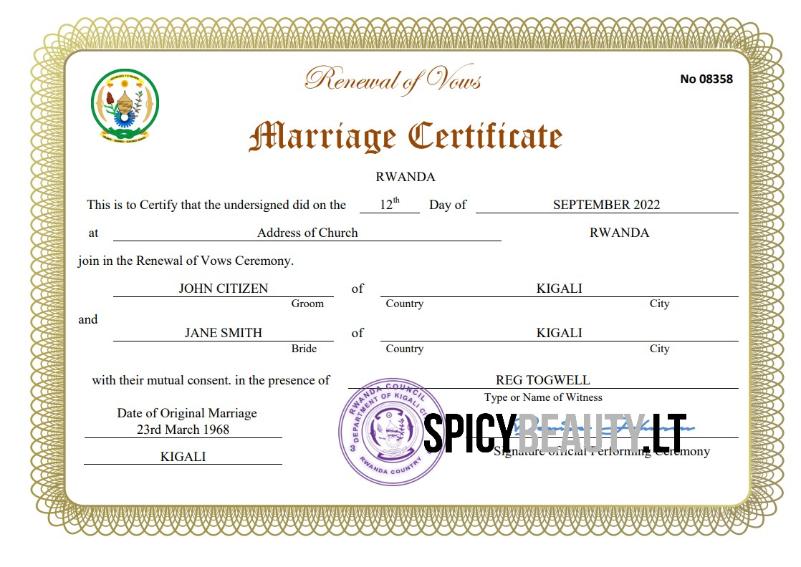 Renewal of Vows
No 08358
Marriage Certificate
RWANDA
This is to Certify that the undersigned did on the 12th Day of SEPTEMBER 2022
at Address of Church RWANDA
join in the Renewal of Vows Ceremony.
JOHN CITIZEN of KIGALI
Groom Country City
and
JANE SMITH of KIGALI
Bride Country City
with their mutual consent. in the presence of REG TOGWELL
Type or Name of Witness
Date of Original Marriage
23rd March 1968
KIGALI
RWANDA COUNCIL
DEPARTMENT OF KIGALI
RWANDA COUNTRY
SPICYBEAUTY.LT
Signature official Performing Ceremony